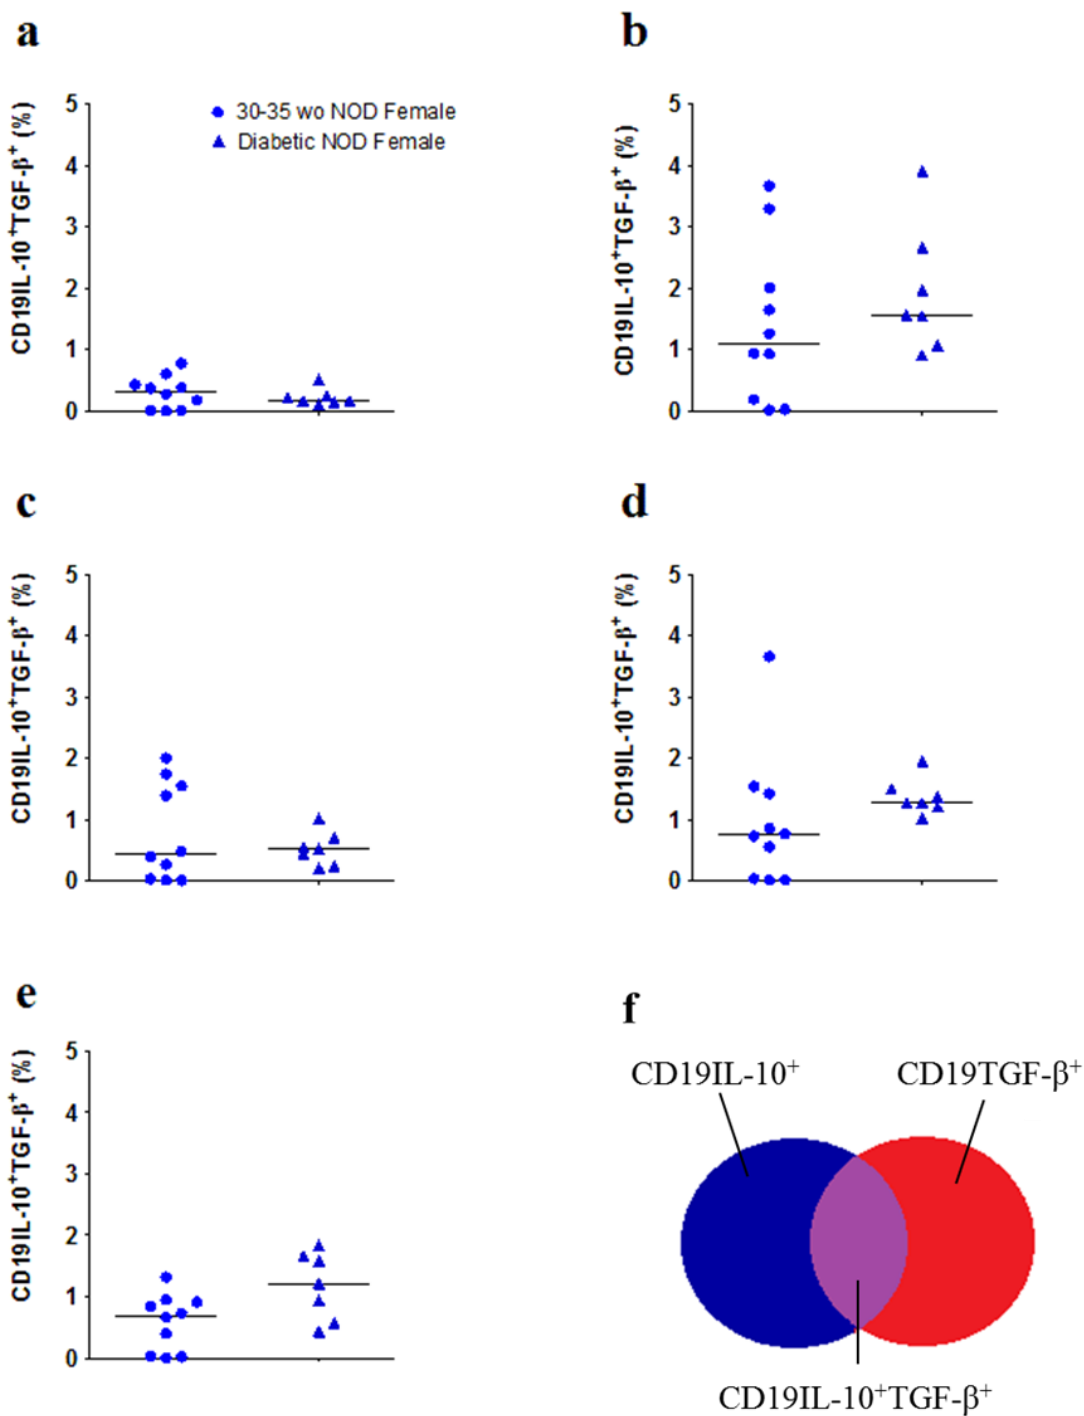 a
CD19IL-10⁺TGF-β⁺ (%)
5
4
3
2
1
0
30-35 wo NOD Female
Diabetic NOD Female
b
CD19IL-10⁺TGF-β⁺ (%)
5
4
3
2
1
0
c
CD19IL-10⁺TGF-β⁺ (%)
5
4
3
2
1
0
d
CD19IL-10⁺TGF-β⁺ (%)
5
4
3
2
1
0
e
CD19IL-10⁺TGF-β⁺ (%)
5
4
3
2
1
0
f
CD19IL-10⁺
CD19TGF-β⁺
CD19IL-10⁺TGF-β⁺